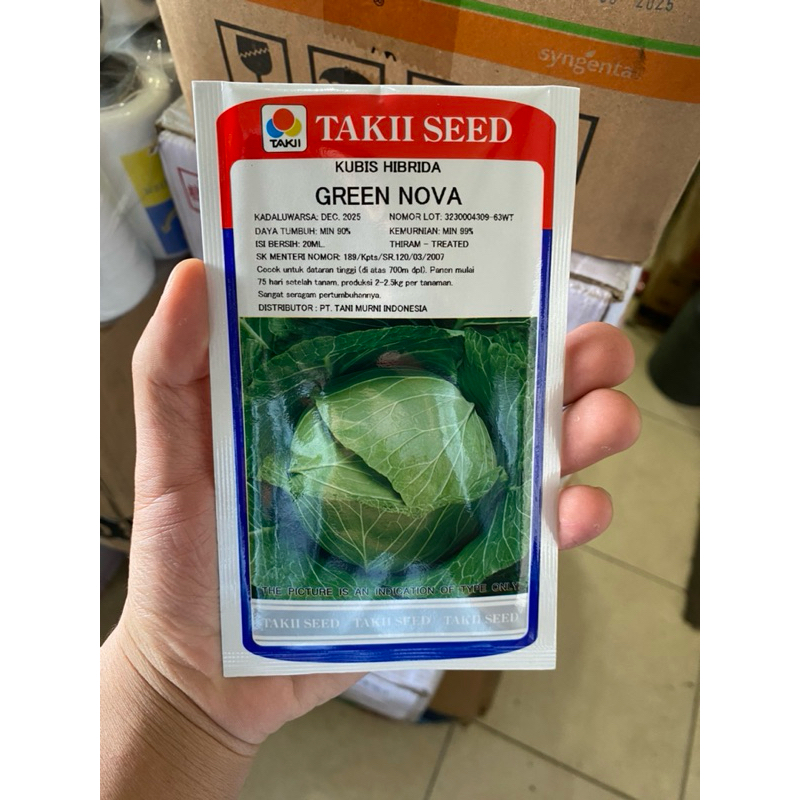 2025
syngenta
TAKII
TAKII SEED
KUBIS HIBRIDA
GREEN NOVA
KADALUWARSA: DEC. 2025 NOMOR LOT: 3230004309-63WT
DAYA TUMBUH: MIN 90% KEMURNIAN: MIN 99%
ISI BERSIH: 20ML. THIRAM - TREATED
SK MENTERI NOMOR: 189/Kpts/SR.120/03/2007
Cocok untuk dataran tinggi (di atas 700m dpl). Panen mulai
75 hari setelah tanam, produksi 2-2.5kg per tanaman.
Sangat seragam pertumbuhannya.
DISTRIBUTOR : PT. TANI MURNI INDONESIA
THE PICTURE IS AN INDICATION OF TYPE ONLY
TAKII SEED TAKII SEED TAKII SEED